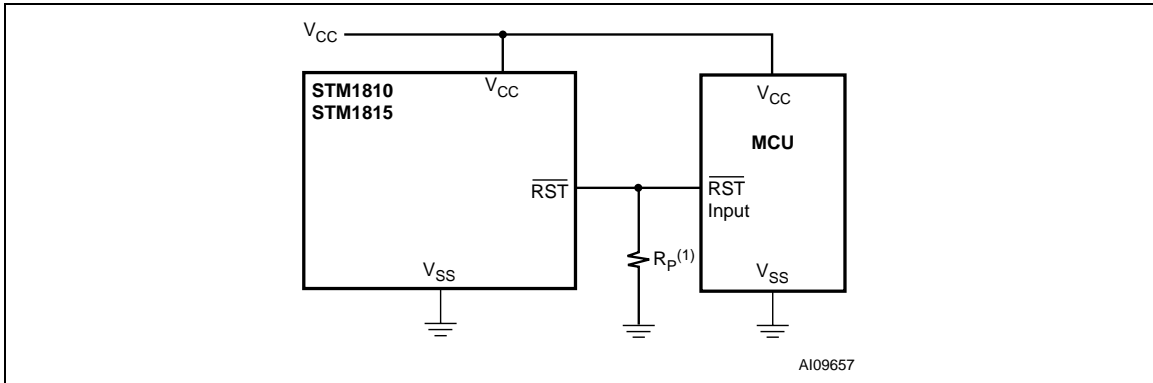 VCC
STM1810
STM1815
VCC
VCC
MCU
RST
RST
Input
RP(1)
VSS
VSS
AI09657